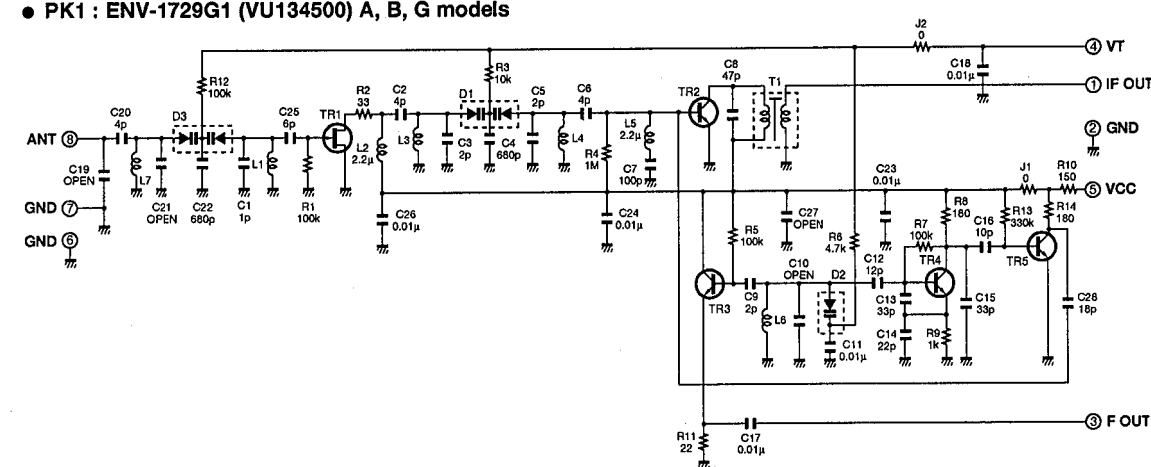 ● PK1 : ENV-1729G1 (VU134500) A, B, G models
J2
0
④ VT
C18
0.01µ
① IF OUT
② GND
R12
100k
R3
10k
C8
47p
T1
TR2
C20
4p
D3
C25
6p
TR1
R2
33
C2
4p
D1
C5
2p
C6
4p
ANT ⑧
C19
OPEN
L7
C21
OPEN
C22
680p
C1
1p
L1
R1
100k
L2
2.2µ
L3
C3
2p
C4
680p
L4
R4
1M
L5
2.2µ
C7
100p
GND ⑦
GND ⑥
C26
0.01µ
C24
0.01µ
C23
0.01µ
J1
0
R10
150
⑤ VCC
R5
100k
C27
OPEN
R6
4.7k
R7
100k
R8
180
C16
10p
R13
330k
R14
180
TR3
C9
2p
C10
OPEN
L6
D2
C11
0.01µ
C12
12p
TR4
TR5
C13
33p
C14
22p
R9
1k
C15
33p
C28
18p
R11
22
C17
0.01µ
③ F OUT